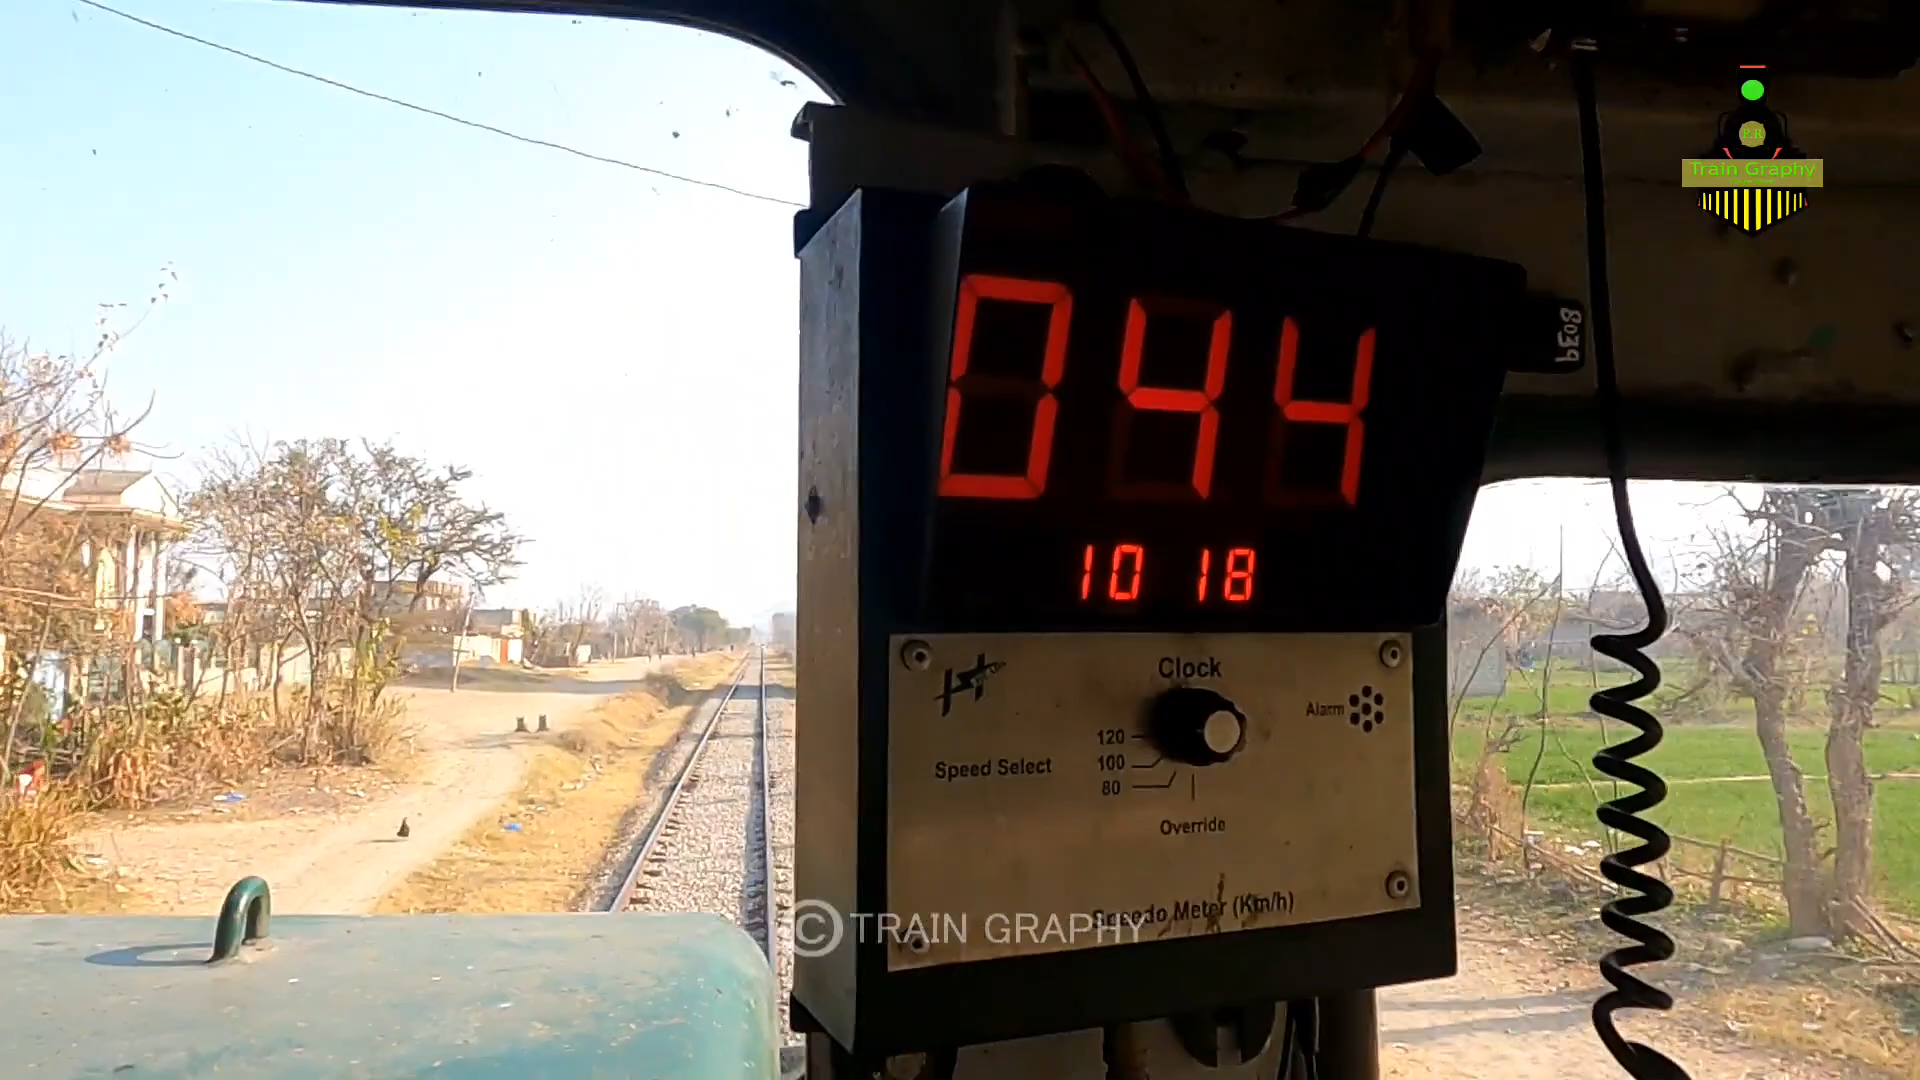 P.R
Train Graphy
8039
044
10 18
Clock
Alarm
120
100
80
Speed Select
Override
Speedo Meter (Km/h)
© TRAIN GRAPHY